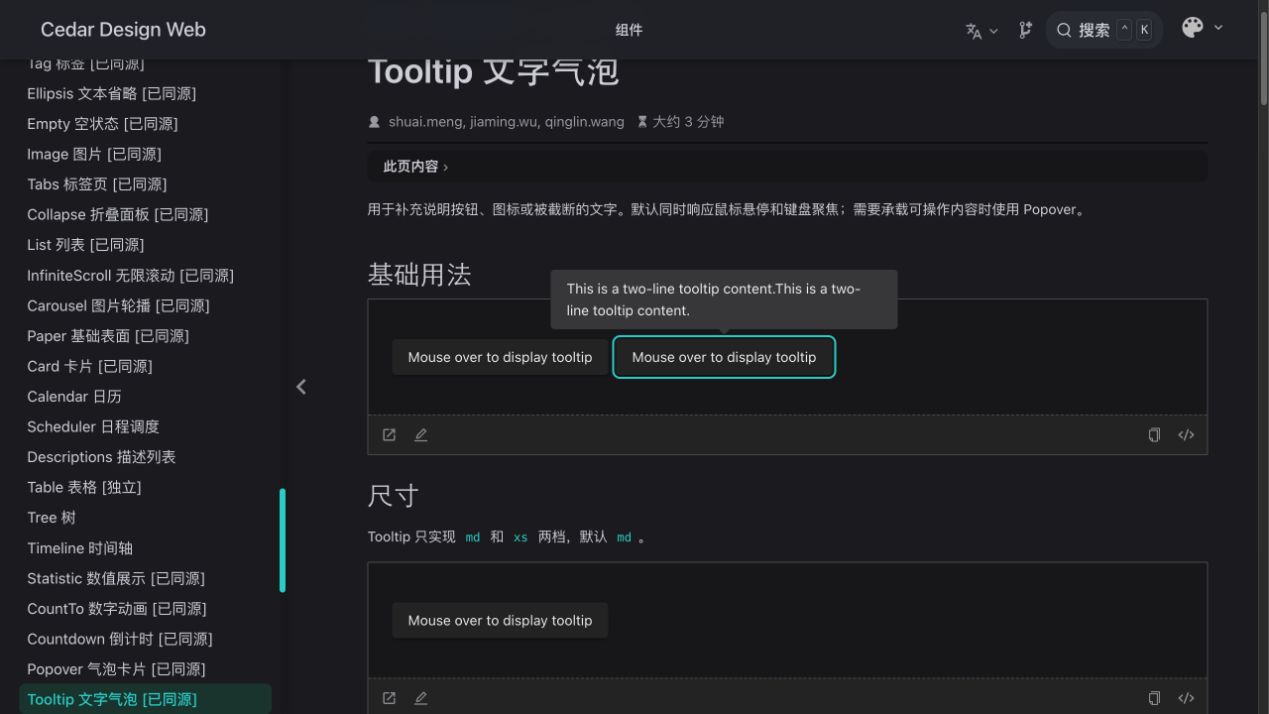 Cedar Design Web
组件
搜索 ^ K
Tag 标签 [已同源]
Ellipsis 文本省略 [已同源]
Empty 空状态 [已同源]
Image 图片 [已同源]
Tabs 标签页 [已同源]
Collapse 折叠面板 [已同源]
List 列表 [已同源]
InfiniteScroll 无限滚动 [已同源]
Carousel 图片轮播 [已同源]
Paper 基础表面 [已同源]
Card 卡片 [已同源]
Calendar 日历
Scheduler 日程调度
Descriptions 描述列表
Table 表格 [独立]
Tree 树
Timeline 时间轴
Statistic 数值展示 [已同源]
CountTo 数字动画 [已同源]
Countdown 倒计时 [已同源]
Popover 气泡卡片 [已同源]
Tooltip 文字气泡 [已同源]
Tooltip 文字气泡
shuai.meng, jiaming.wu, qinglin.wang 大约 3 分钟
此页内容 ›
用于补充说明按钮、图标或被截断的文字。默认同时响应鼠标悬停和键盘聚焦；需要承载可操作内容时使用 Popover。
基础用法
This is a two-line tooltip content.This is a two-
line tooltip content.
Mouse over to display tooltip
Mouse over to display tooltip
尺寸
Tooltip 只实现 md 和 xs 两档，默认 md 。
Mouse over to display tooltip